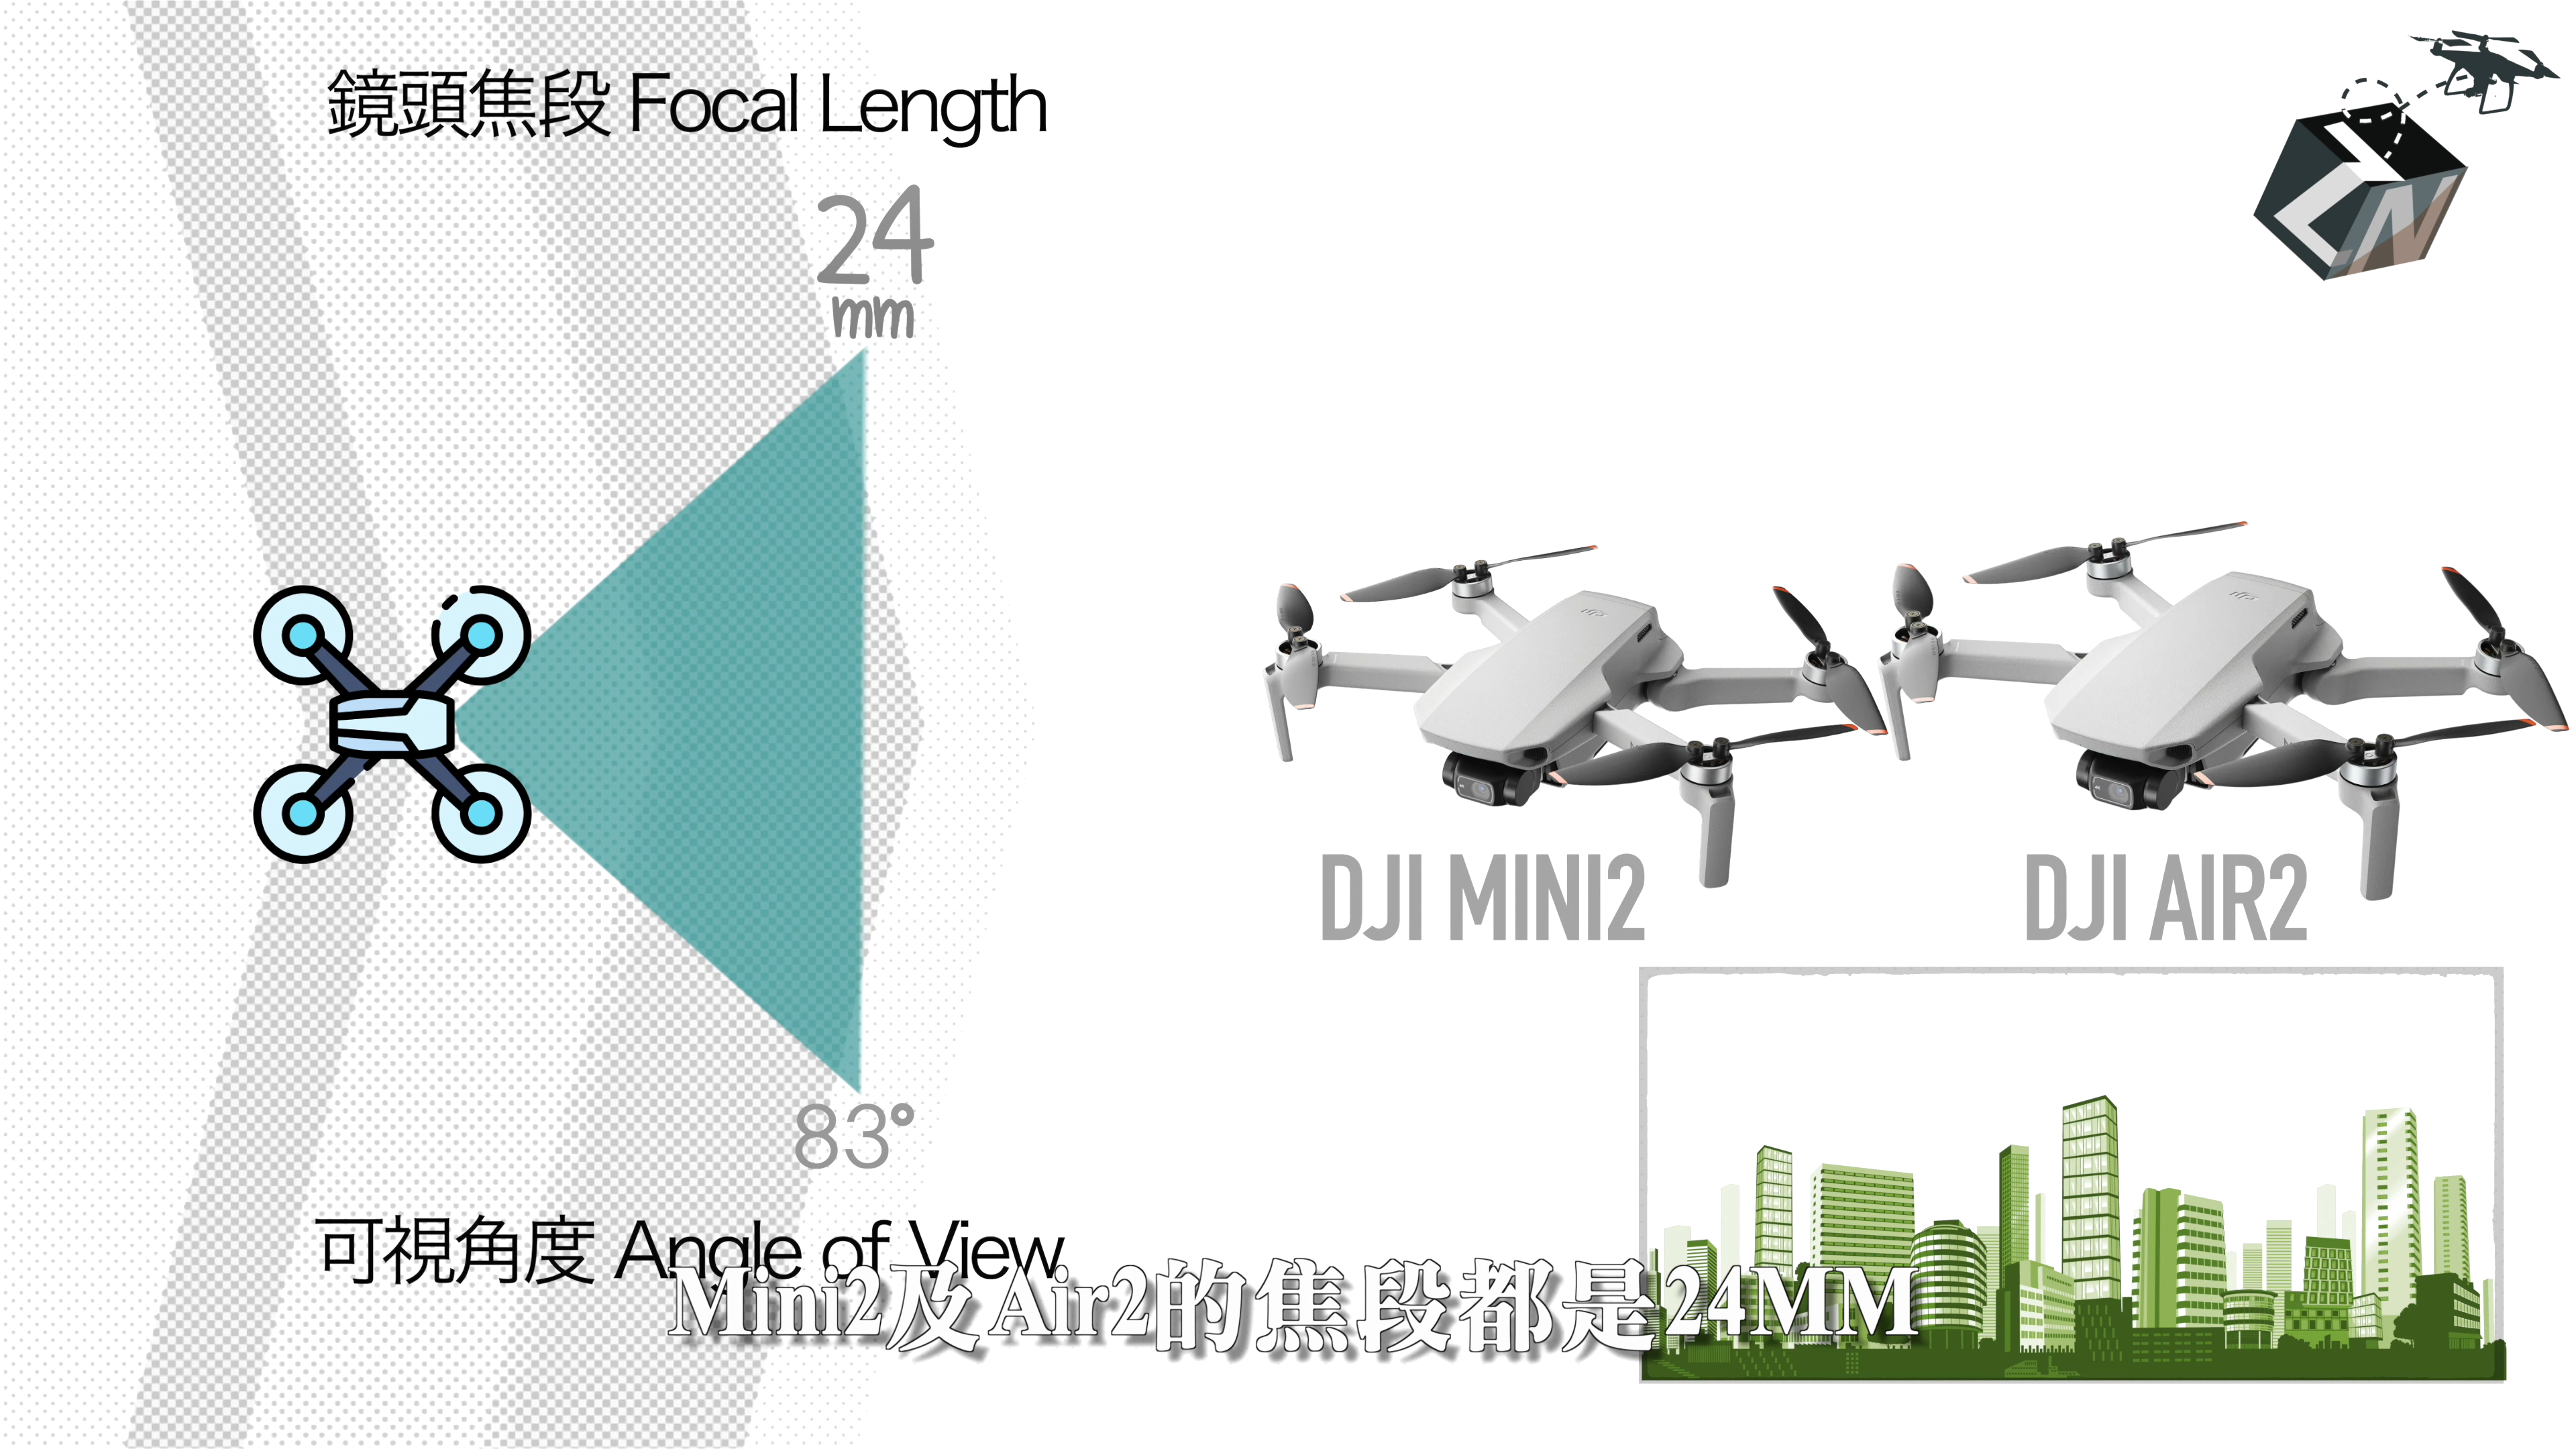 鏡頭焦段 Focal Length
24
mm
DJI MINI2
DJI AIR2
83°
可視角度 Angle of View
Mini2及Air2的焦段都是24MM